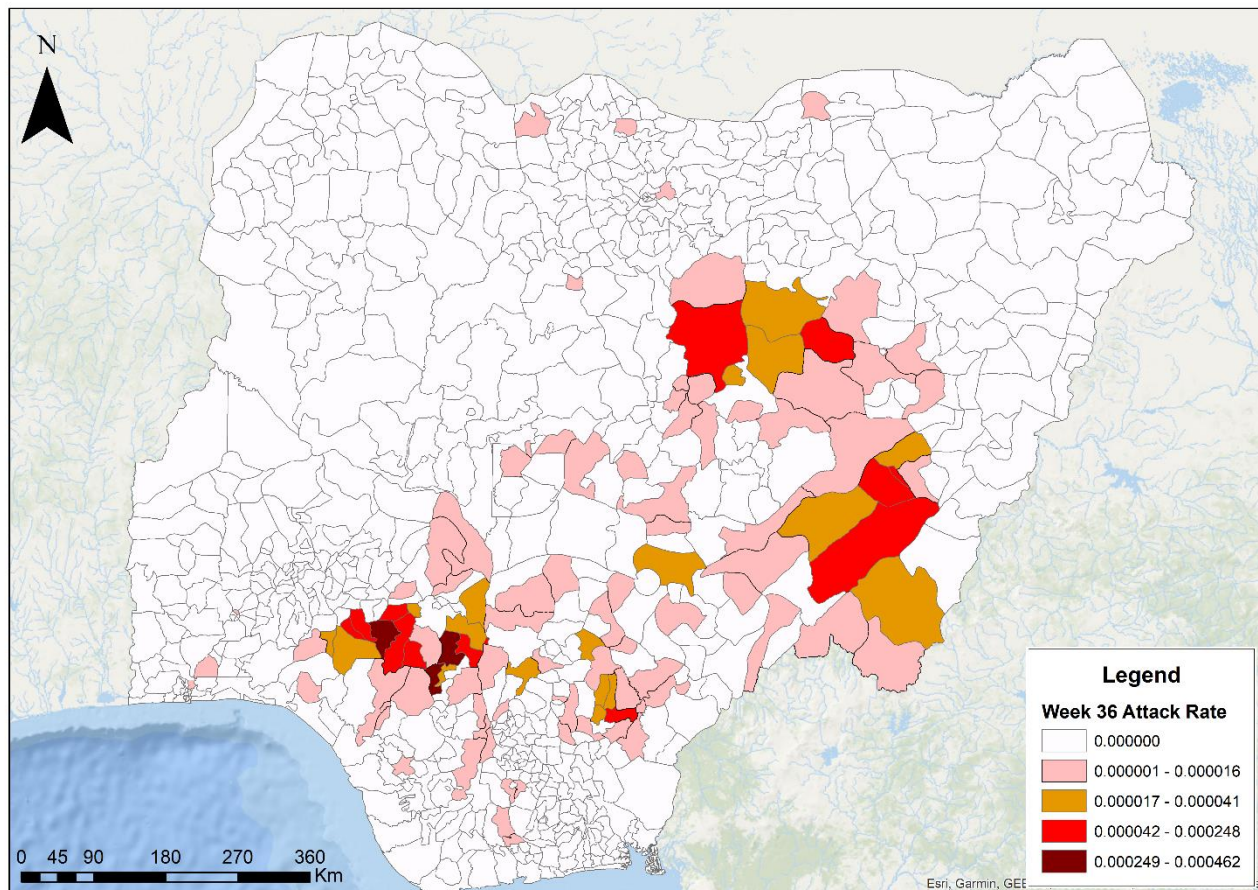 N
Legend
Week 36 Attack Rate
0.000000
0.000001 - 0.000016
0.000017 - 0.000041
0.000042 - 0.000248
0.000249 - 0.000462
0 45 90 180 270 360
Km
Esri, Garmin, GEB